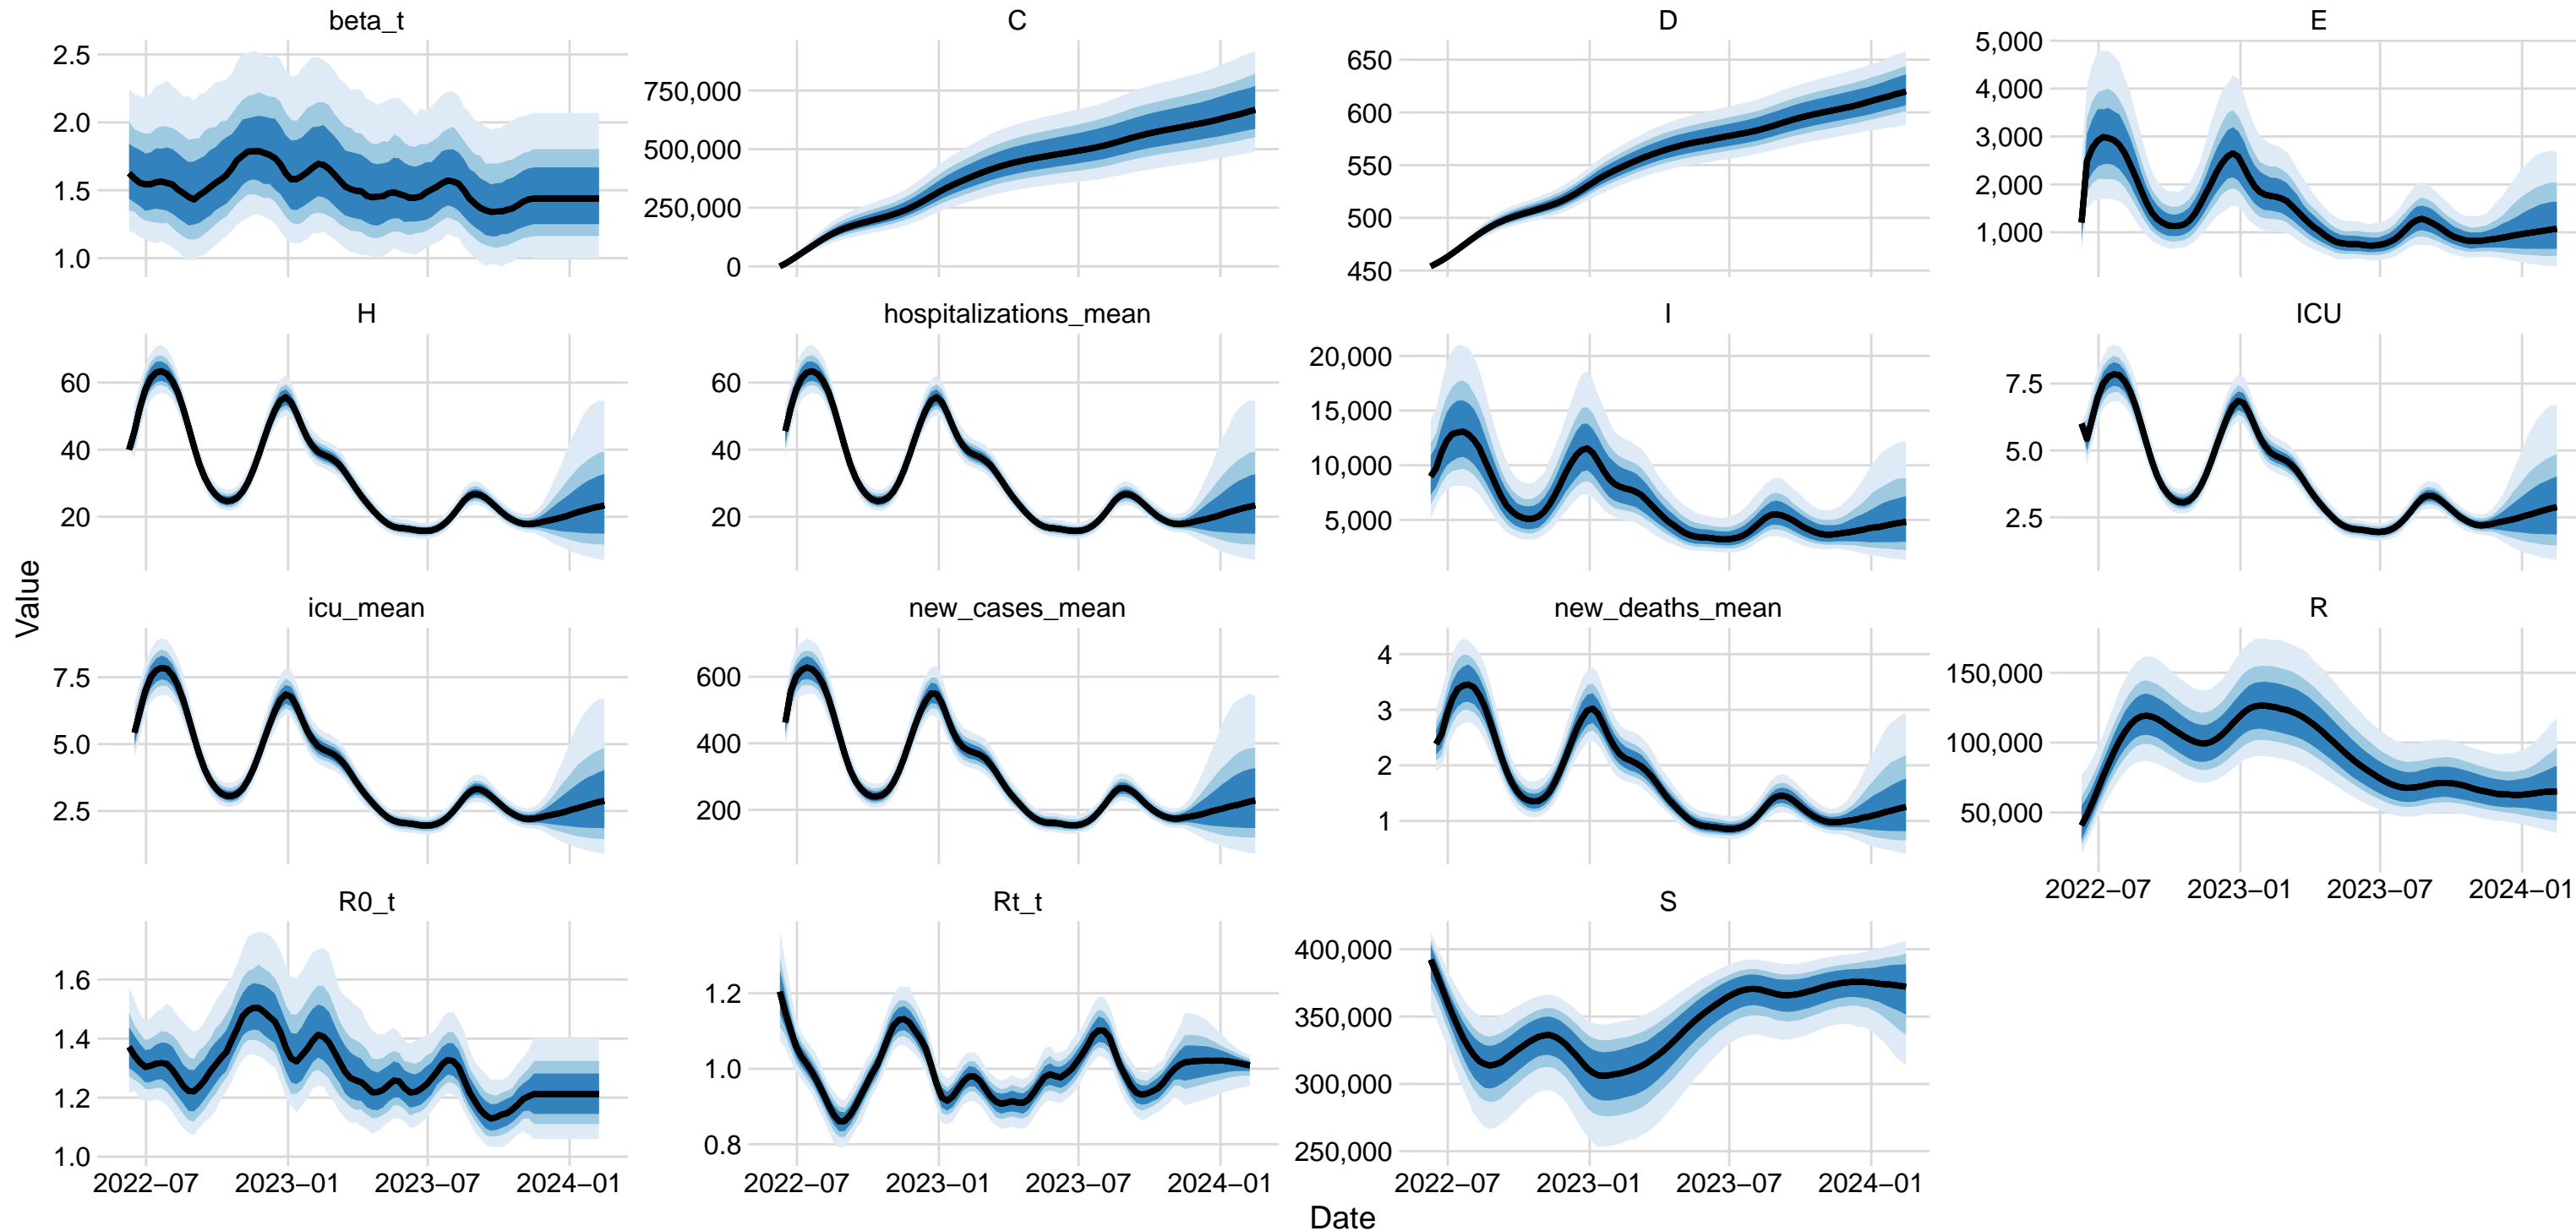 beta_t
C
D
E
2.5
2.0
1.5
1.0
750,000
500,000
250,000
0
650
600
550
500
450
5,000
4,000
3,000
2,000
1,000
H
hospitalizations_mean
I
ICU
60
40
20
60
40
20
20,000
15,000
10,000
5,000
7.5
5.0
2.5
Value
icu_mean
new_cases_mean
new_deaths_mean
R
7.5
5.0
2.5
600
400
200
4
3
2
1
150,000
100,000
50,000
2022−07 2023−01 2023−07 2024−01
R0_t
Rt_t
S
1.6
1.4
1.2
1.0
1.2
1.0
0.8
400,000
350,000
300,000
250,000
2022−07 2023−01 2023−07 2024−01
2022−07 2023−01 2023−07 2024−01
2022−07 2023−01 2023−07 2024−01
Date